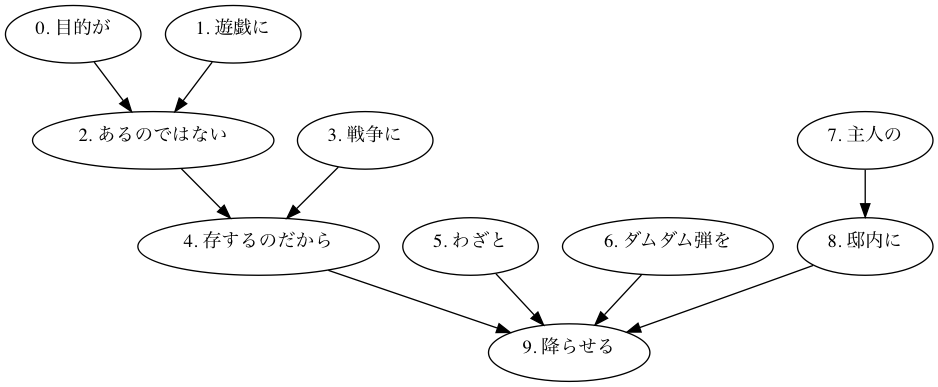 0. 目的が
1. 遊戯に
2. あるのではない
3. 戦争に
7. 主人の
4. 存するのだから
5. わざと
6. ダムダム弾を
8. 邸内に
9. 降らせる